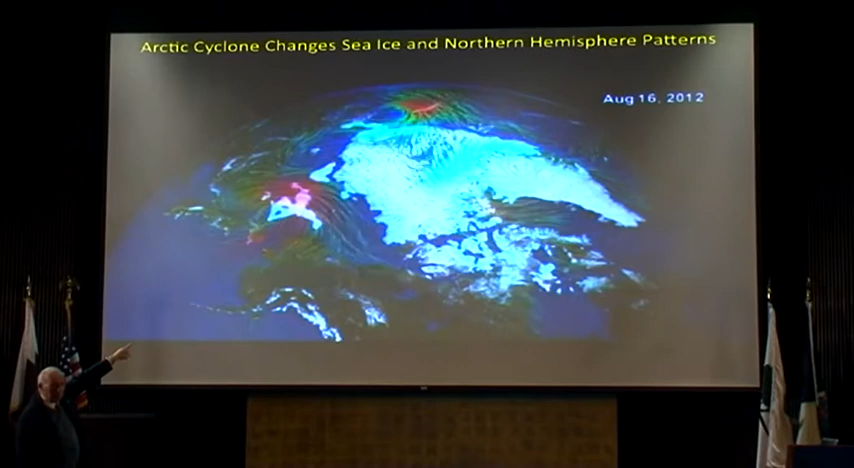 Arctic Cyclone Changes Sea Ice and Northern Hemisphere Patterns
Aug 16, 2012